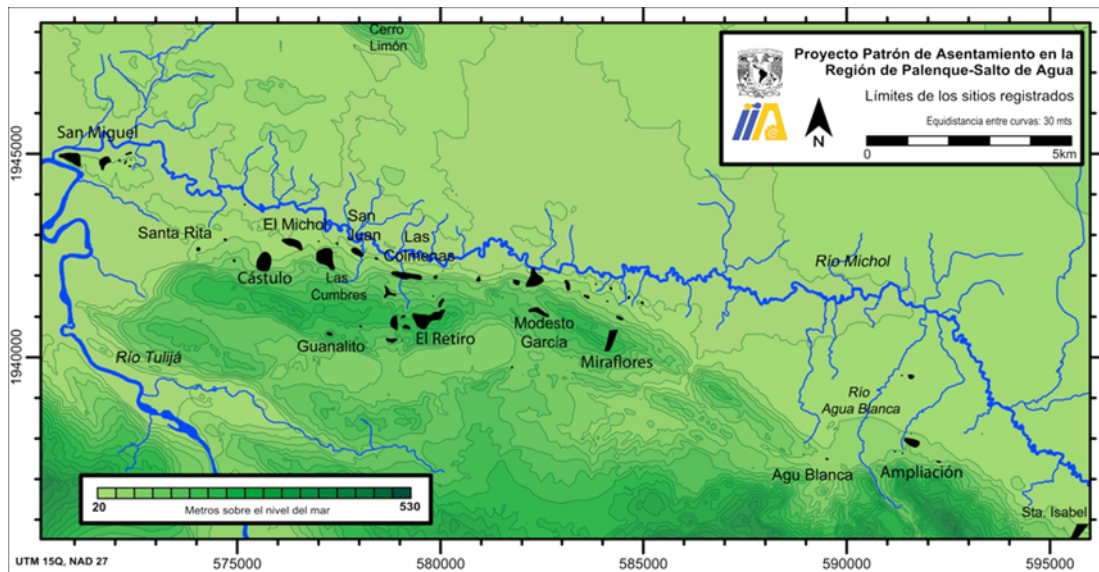 Cerro
Limón
Proyecto Patrón de Asentamiento en la
Región de Palenque-Salto de Agua
Límites de los sitios registrados
Equidistancia entre curvas: 30 mts
N
0 5km
1945000
San Miguel
Santa Rita
El Michol
San
Juan
Las
Colmenas
Cástulo
Las
Cumbres
Río Michol
1940000
Río Tulijá
Guanalito
El Retiro
Modesto
García
Miraflores
Río
Agua Blanca
Agu Blanca
Ampliación
Sta. Isabel
20 530
Metros sobre el nivel del mar
UTM 15Q, NAD 27
575000 580000 585000 590000 595000